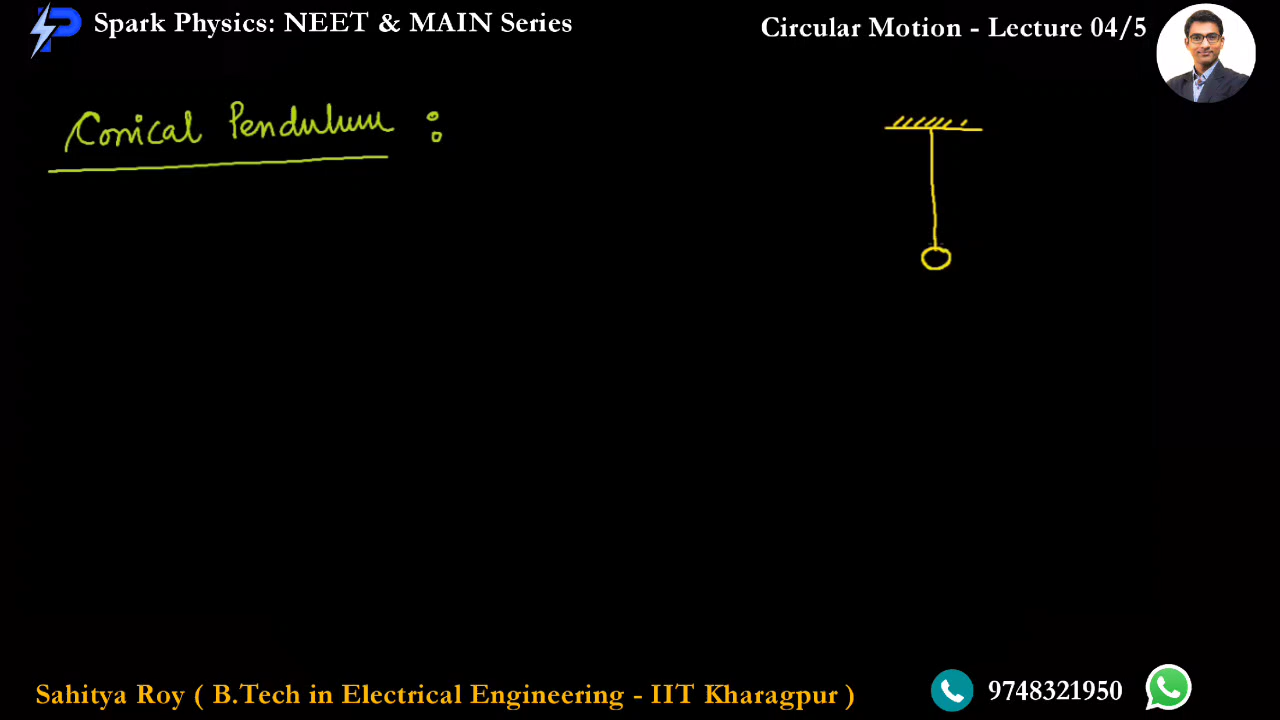 Spark Physics: NEET & MAIN Series
Circular Motion - Lecture 04/5
Conical Pendulum :
Sahitya Roy ( B.Tech in Electrical Engineering - IIT Kharagpur )
9748321950